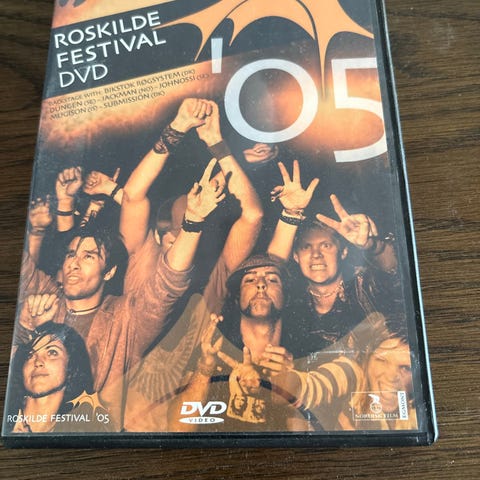 ROSKILDE
FESTIVAL
DVD
'05
BACKSTAGE WITH: BIKSTOK RØGSYSTEM (DK)
DUNGEN (SE) - JACKMAN (NO) - JOHNOSSI (SE)
MUGISON (IS) - SUBMISSION (DK)
ROSKILDE FESTIVAL '05
DVD
VIDEO
NORDISK FILM
EGMONT